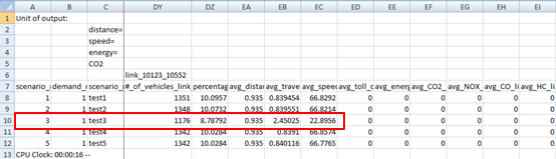 A B C DY DZ EA EB EC ED EE EF EG EH EI
1 Unit of output:
2 distance=
3 speed=
4 energy=
5 CO2
6 link_10123_10552
7 scenario_ demand_ scenario_ #_of_vehicles_link percentag avg_distar avg_trave avg_speed avg_toll_c avg_energ avg_CO2_ avg_NOX_ avg_CO_li avg_HC_li
8 1 1 test1 1351 10.0957 0.935 0.839454 66.8292 0 0 0 0 0 0
9 2 1 test2 1348 10.0732 0.935 0.839551 66.8214 0 0 0 0 0 0
10 3 1 test3 1176 8.78792 0.935 2.45025 22.8956 0 0 0 0 0 0
11 4 1 test4 1342 10.0284 0.935 0.8391 66.8574 0 0 0 0 0 0
12 5 1 test5 1342 10.0284 0.935 0.840116 66.7765 0 0 0 0 0 0
13 CPU Clock: 00:00:16 --